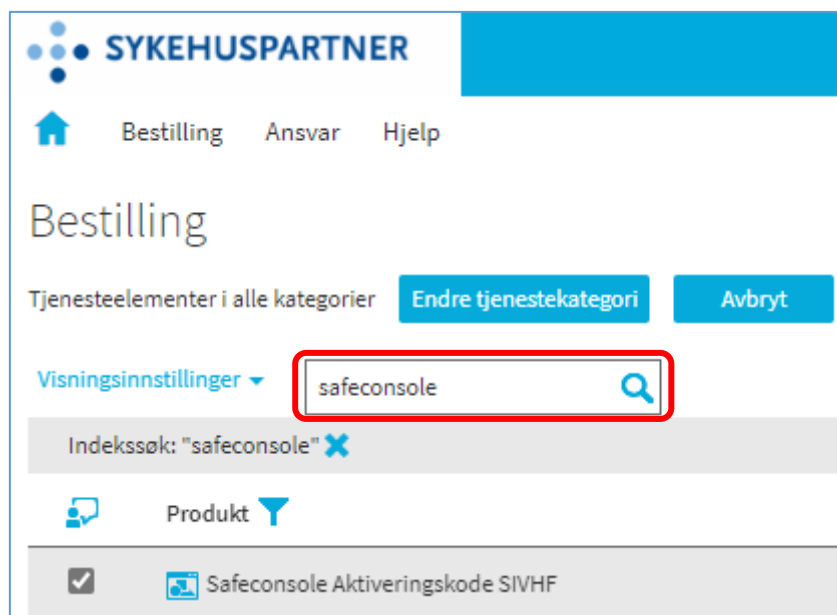 SYKEHUSPARTNER
Bestilling Ansvar Hjelp
Bestilling
Tjenesteelementer i alle kategorier Endre tjenestekategori Avbryt
Visningsinnstillinger safeconsole
Indekssøk: "safeconsole"
Produkt
Safeconsole Aktiveringskode SIVHF